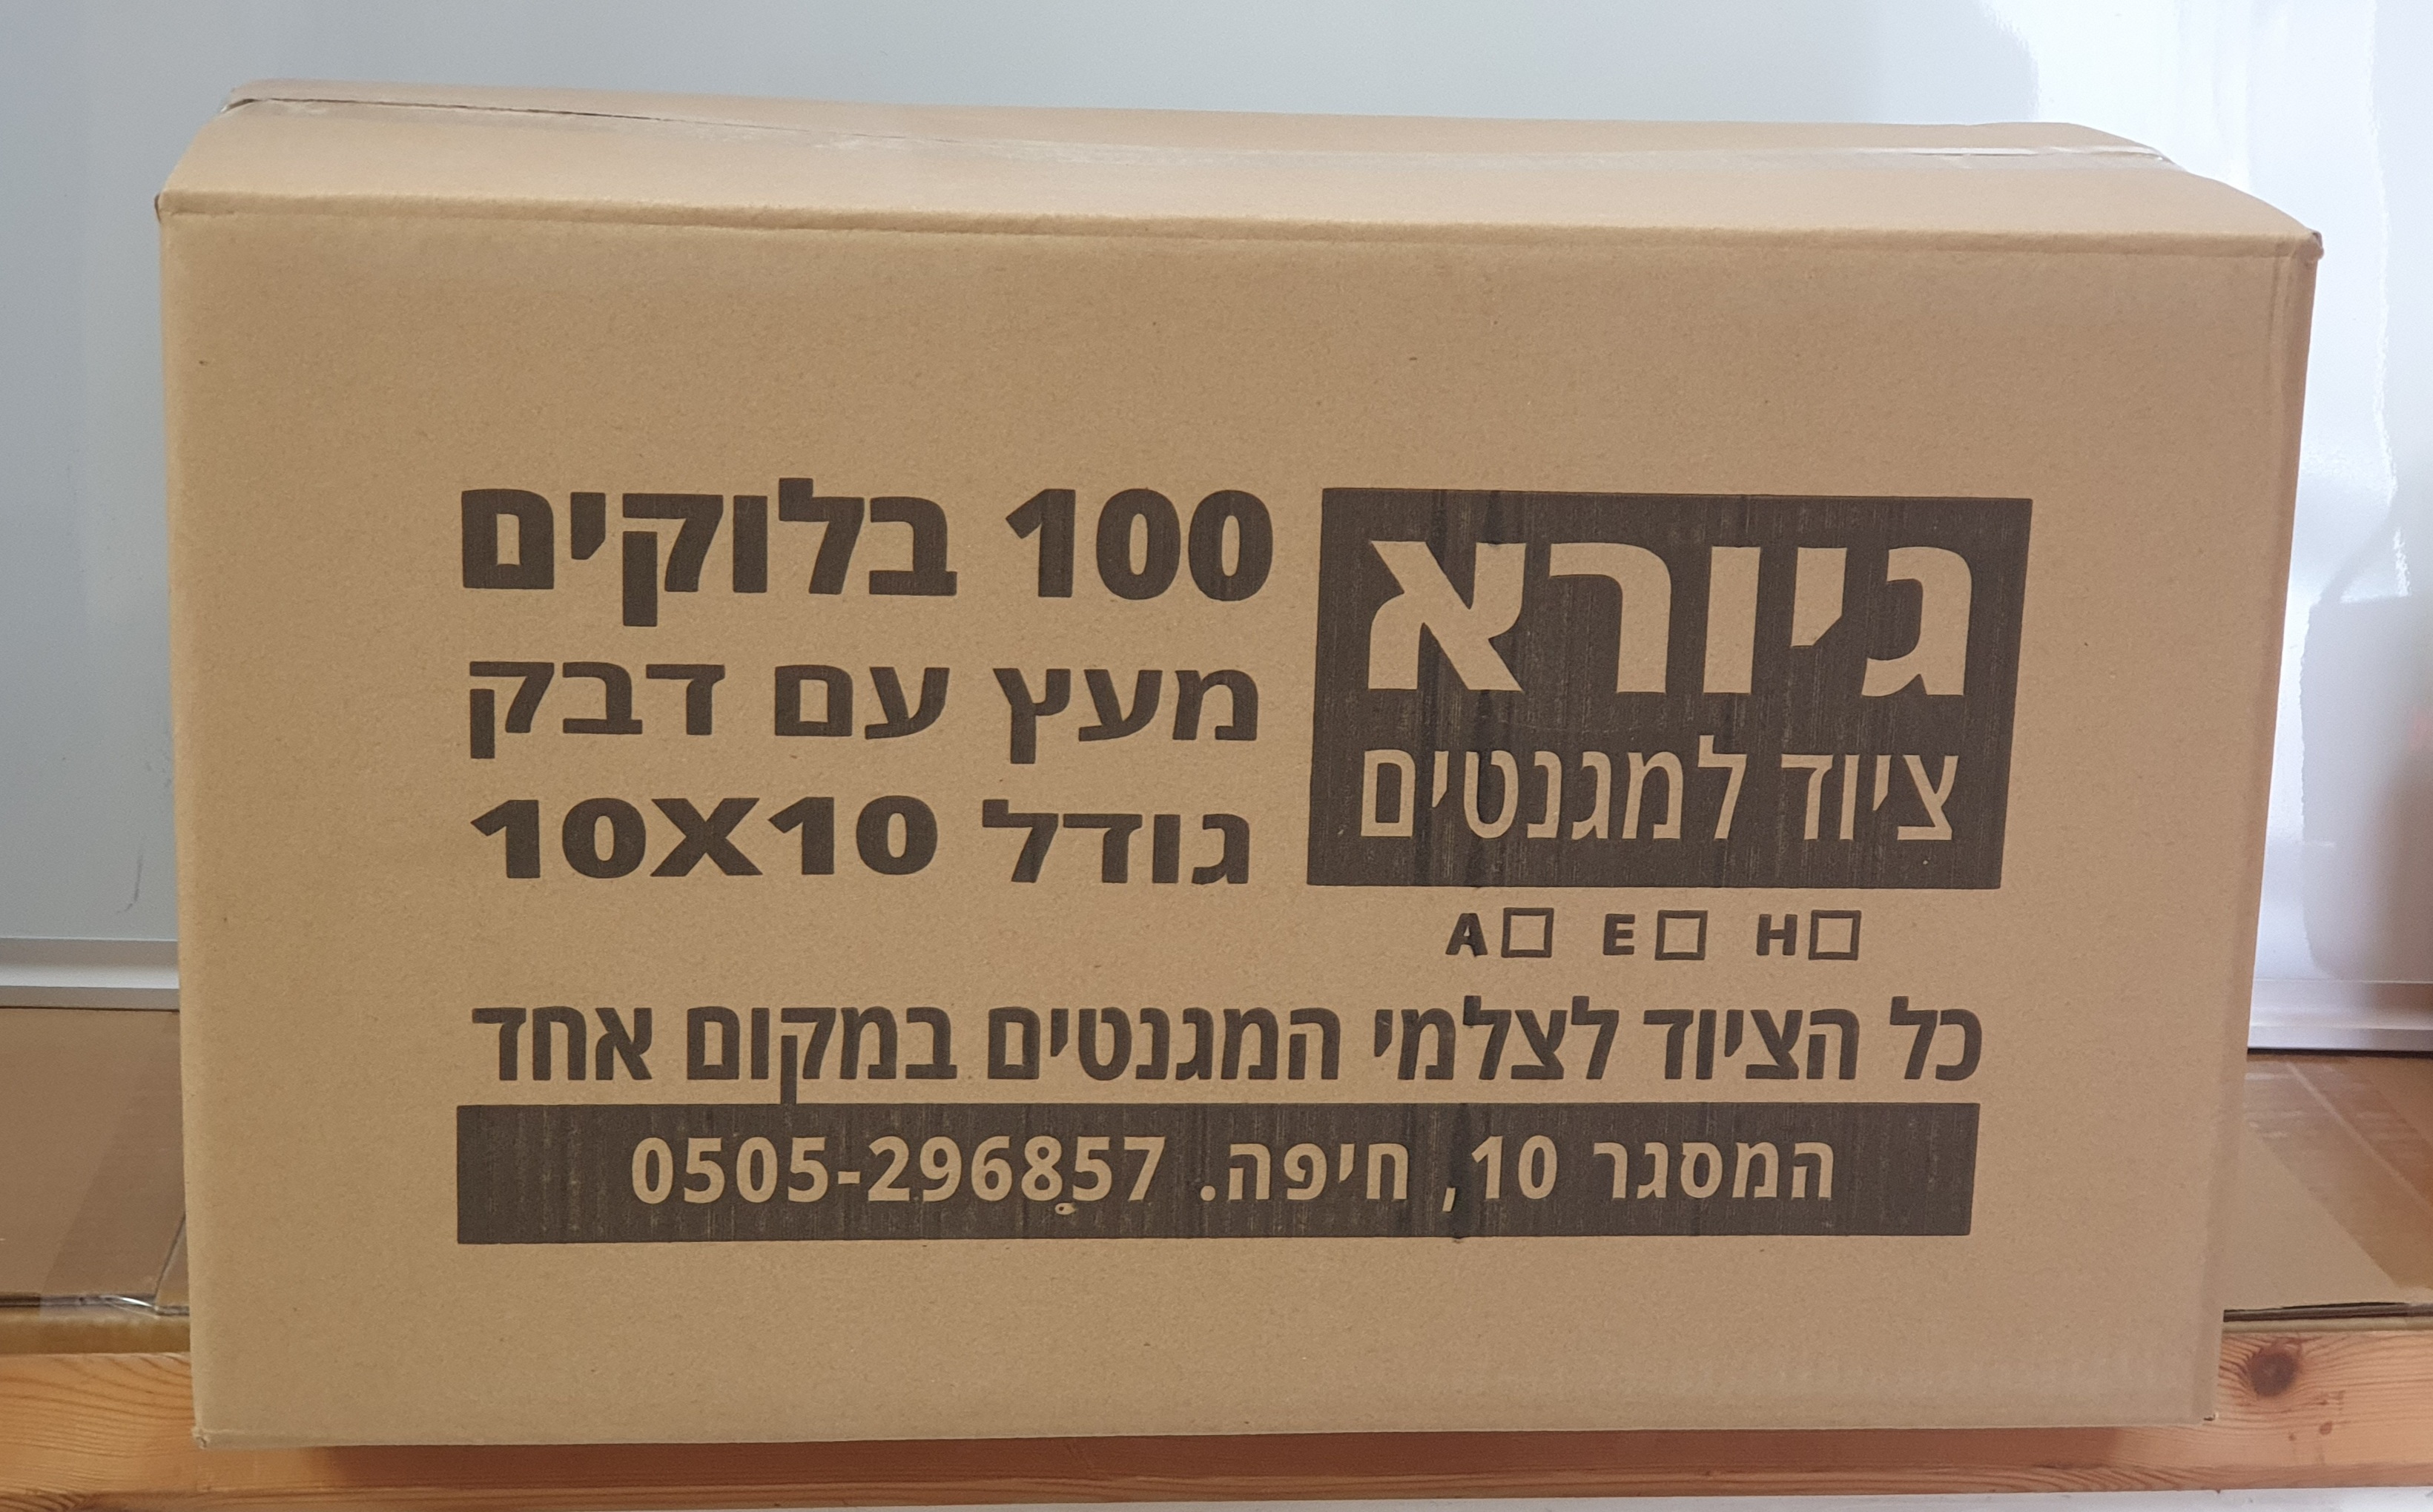 גיורא
ציוד למגנטים
100 בלוקים
מעץ עם דבק
גודל 10X10
A □ E □ H □
כל הציוד לצלמי המגנטים במקום אחד
המסגר 10, חיפה. 0505-296857